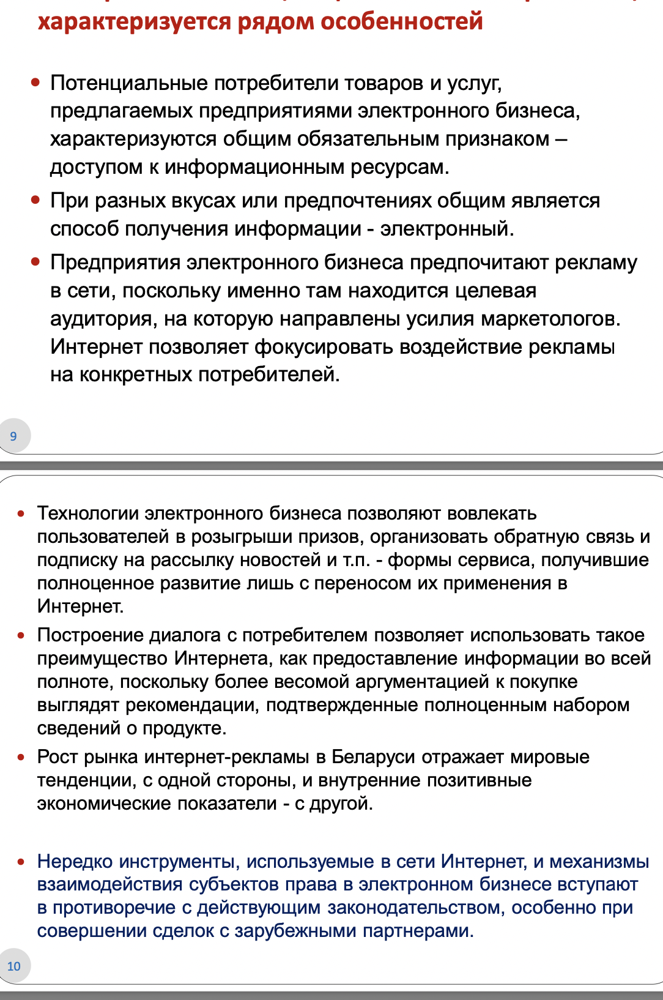 характеризуется рядом особенностей
• Потенциальные потребители товаров и услуг,
предлагаемых предприятиями электронного бизнеса,
характеризуются общим обязательным признаком –
доступом к информационным ресурсам.
• При разных вкусах или предпочтениях общим является
способ получения информации - электронный.
• Предприятия электронного бизнеса предпочитают рекламу
в сети, поскольку именно там находится целевая
аудитория, на которую направлены усилия маркетологов.
Интернет позволяет фокусировать воздействие рекламы
на конкретных потребителей.
9
• Технологии электронного бизнеса позволяют вовлекать
пользователей в розыгрыши призов, организовать обратную связь и
подписку на рассылку новостей и т.п. - формы сервиса, получившие
полноценное развитие лишь с переносом их применения в
Интернет.
• Построение диалога с потребителем позволяет использовать такое
преимущество Интернета, как предоставление информации во всей
полноте, поскольку более весомой аргументацией к покупке
выглядят рекомендации, подтвержденные полноценным набором
сведений о продукте.
• Рост рынка интернет-рекламы в Беларуси отражает мировые
тенденции, с одной стороны, и внутренние позитивные
экономические показатели - с другой.
• Нередко инструменты, используемые в сети Интернет, и механизмы
взаимодействия субъектов права в электронном бизнесе вступают
в противоречие с действующим законодательством, особенно при
совершении сделок с зарубежными партнерами.
10